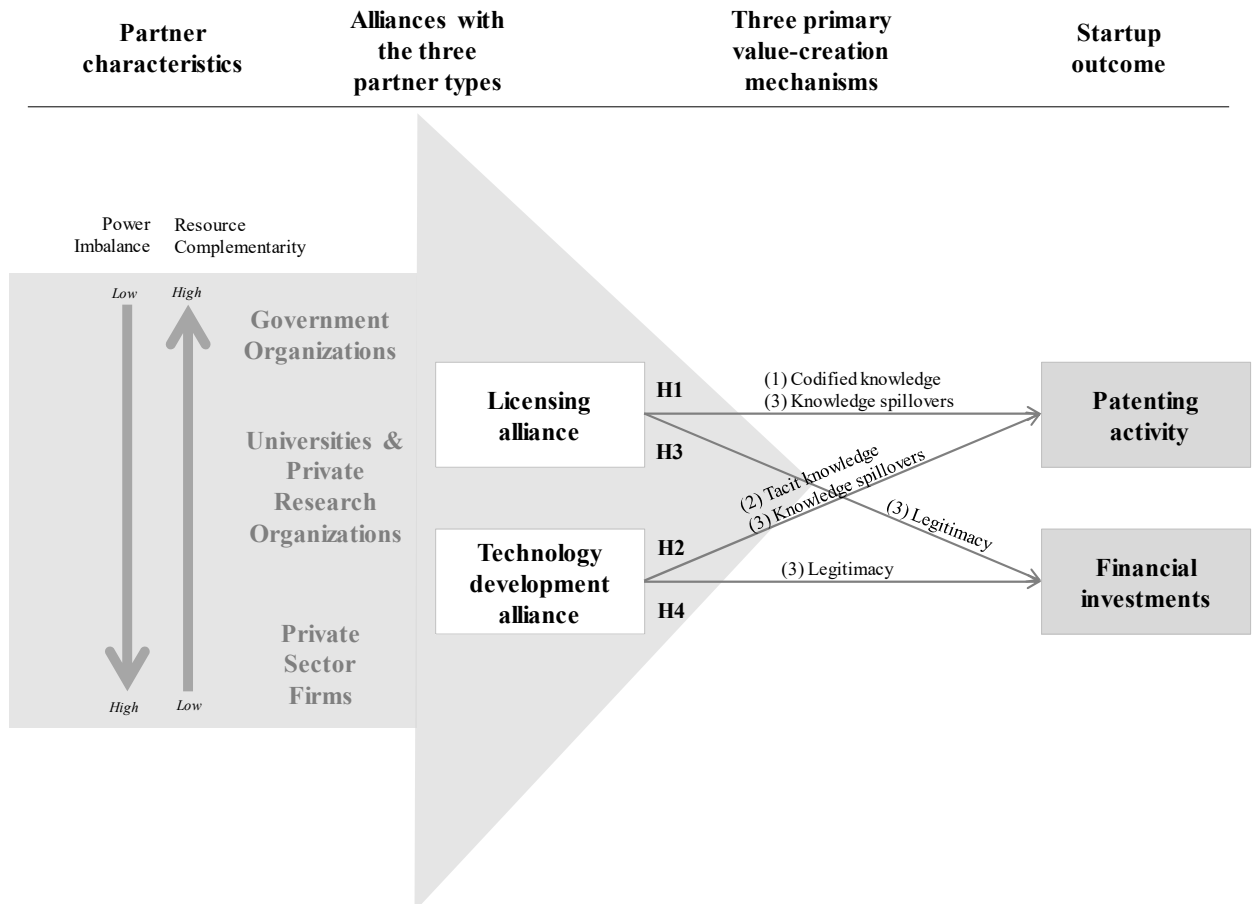 Partner
characteristics
Alliances with
the three
partner types
Three primary
value-creation
mechanisms
Startup
outcome
Power
Imbalance
Resource
Complementarity
Low
High
Government
Organizations
Universities &
Private
Research
Organizations
Private
Sector
Firms
High
Low
Licensing
alliance
Technology
development
alliance
H1
H3
H2
H4
(1) Codified knowledge
(3) Knowledge spillovers
(2) Tacit knowledge
(3) Knowledge spillovers
(3) Legitimacy
(3) Legitimacy
Patenting
activity
Financial
investments